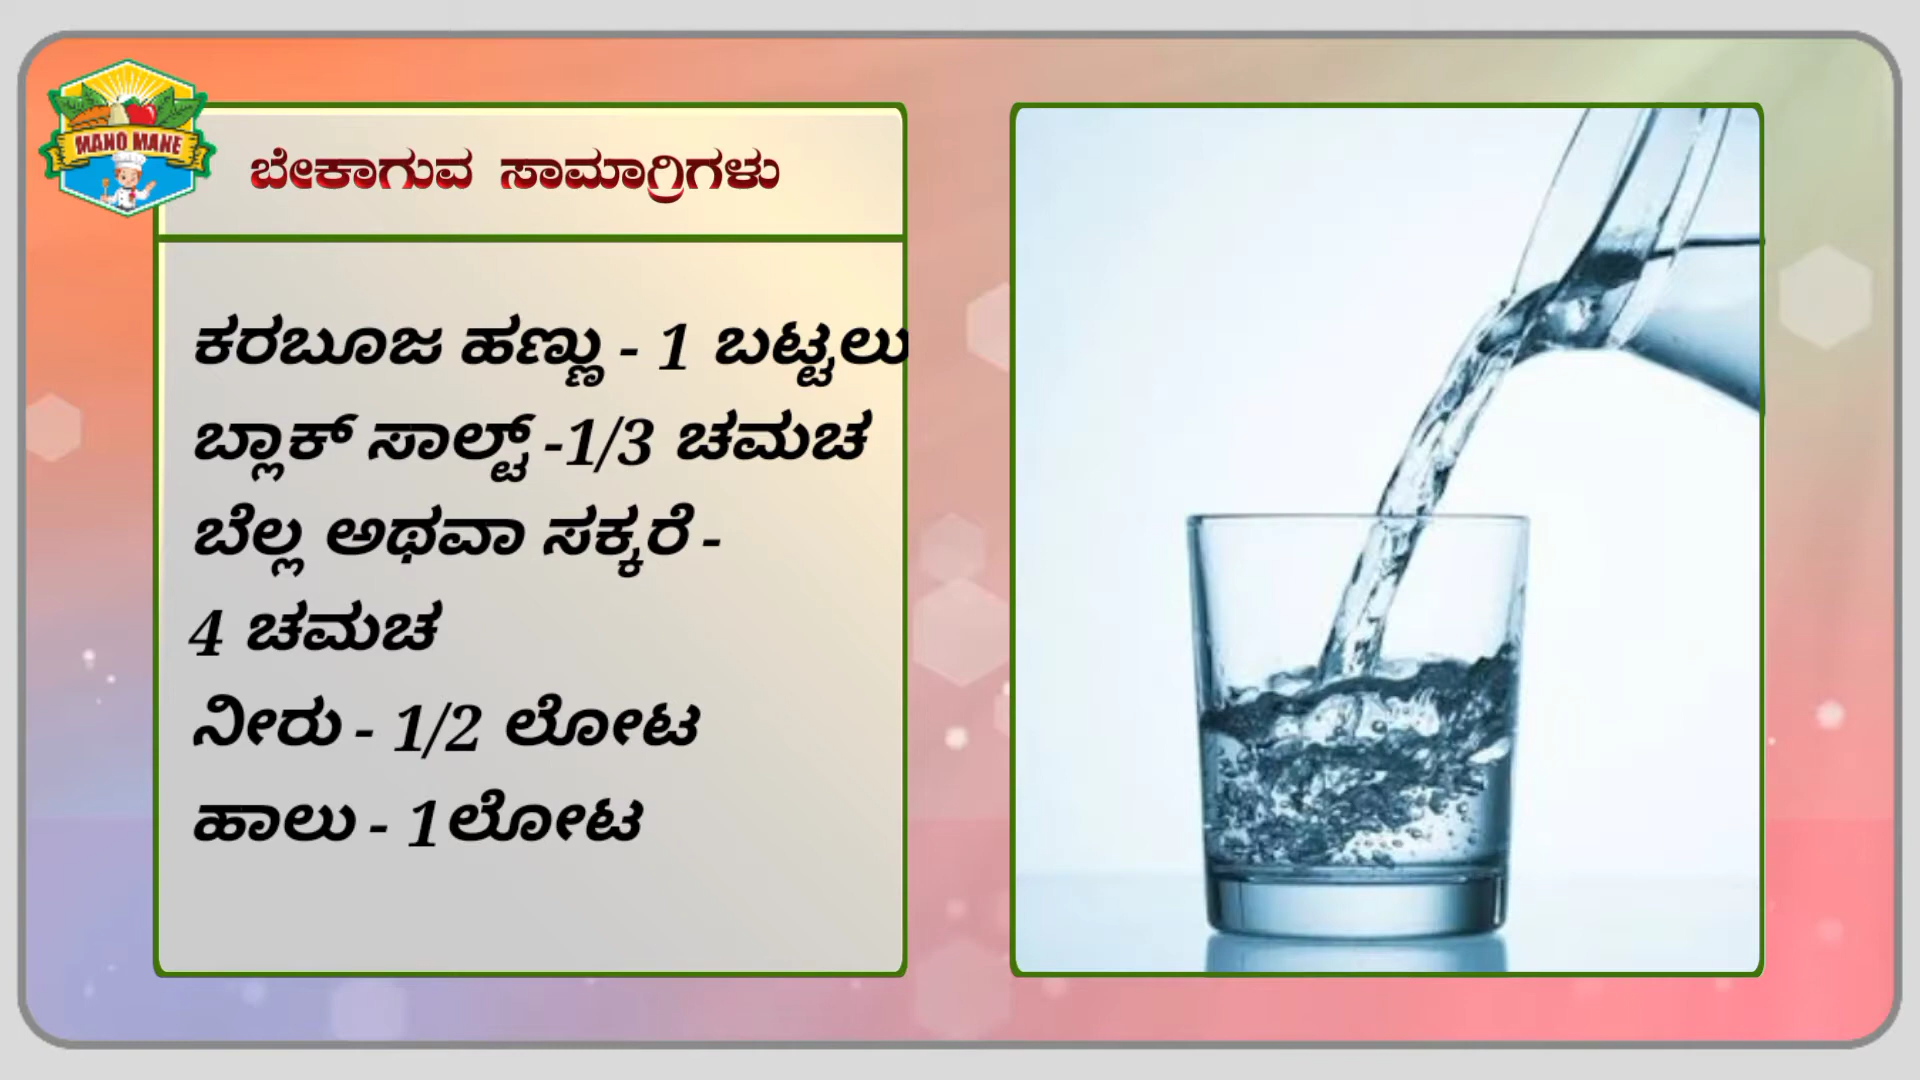 MANO MANE
ಬೇಕಾಗುವ ಸಾಮಾಗ್ರಿಗಳು
ಕರಬೂಜ ಹಣ್ಣು - 1 ಬಟ್ಟಲು
ಬ್ಲಾಕ್ ಸಾಲ್ಟ್ -1/3 ಚಮಚ
ಬೆಲ್ಲ ಅಥವಾ ಸಕ್ಕರೆ -
4 ಚಮಚ
ನೀರು - 1/2 ಲೋಟ
ಹಾಲು - 1ಲೋಟ